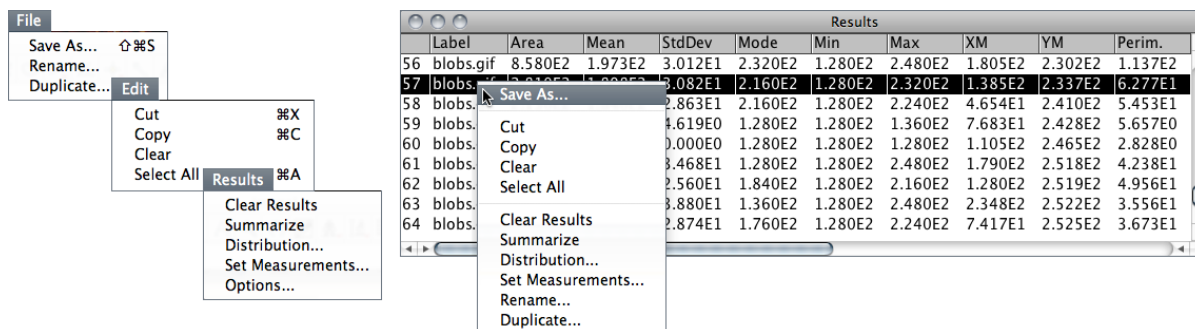 File
Save As... ⇧⌘S
Rename...
Duplicate...
Edit
Cut ⌘X
Copy ⌘C
Clear
Select All ⌘A
Results
Clear Results
Summarize
Distribution...
Set Measurements...
Options...
Results
Label Area Mean StdDev Mode Min Max XM YM Perim.
56 blobs.gif 8.580E2 1.973E2 3.012E1 2.320E2 1.280E2 2.480E2 1.805E2 2.302E2 1.137E2
57 blobs. 3.082E1 2.160E2 1.280E2 2.320E2 1.385E2 2.337E2 6.277E1
58 blobs. 2.863E1 2.160E2 1.280E2 2.240E2 4.654E1 2.410E2 5.453E1
59 blobs. 4.619E0 1.280E2 1.280E2 1.360E2 7.683E1 2.428E2 5.657E0
60 blobs. 0.000E0 1.280E2 1.280E2 1.280E2 1.105E2 2.465E2 2.828E0
61 blobs. 3.468E1 1.280E2 1.280E2 2.480E2 1.790E2 2.518E2 4.238E1
62 blobs. 2.560E1 1.840E2 1.280E2 2.160E2 1.280E2 2.519E2 4.956E1
63 blobs. 3.880E1 1.360E2 1.280E2 2.480E2 2.348E2 2.522E2 3.556E1
64 blobs. 2.874E1 1.760E2 1.280E2 2.240E2 7.417E1 2.525E2 3.673E1
Save As...
Cut
Copy
Clear
Select All
Clear Results
Summarize
Distribution...
Set Measurements...
Rename...
Duplicate...